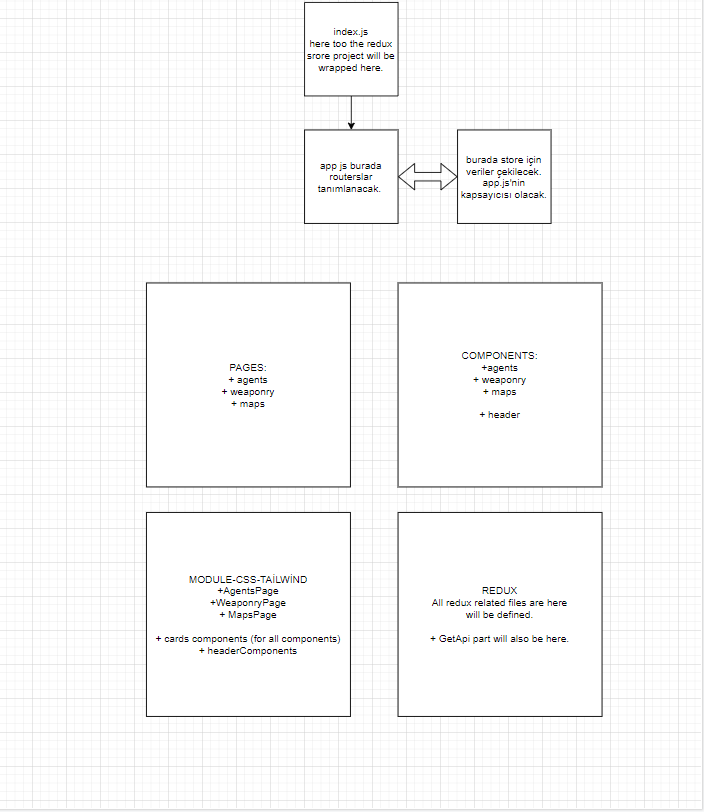 index.js
here too the redux
srore project will be
wrapped here.
app js burada
routerslar
tanımlanacak.
burada store için
veriler çekilecek.
app.js'nin
kapsayıcısı olacak.
PAGES:
+ agents
+ weaponry
+ maps
COMPONENTS:
+agents
+ weaponry
+ maps
+ header
MODULE-CSS-TAİLWİND
+AgentsPage
+WeaponryPage
+ MapsPage
+ cards components (for all components)
+ headerComponents
REDUX
All redux related files are here
will be defined.
+ GetApi part will also be here.